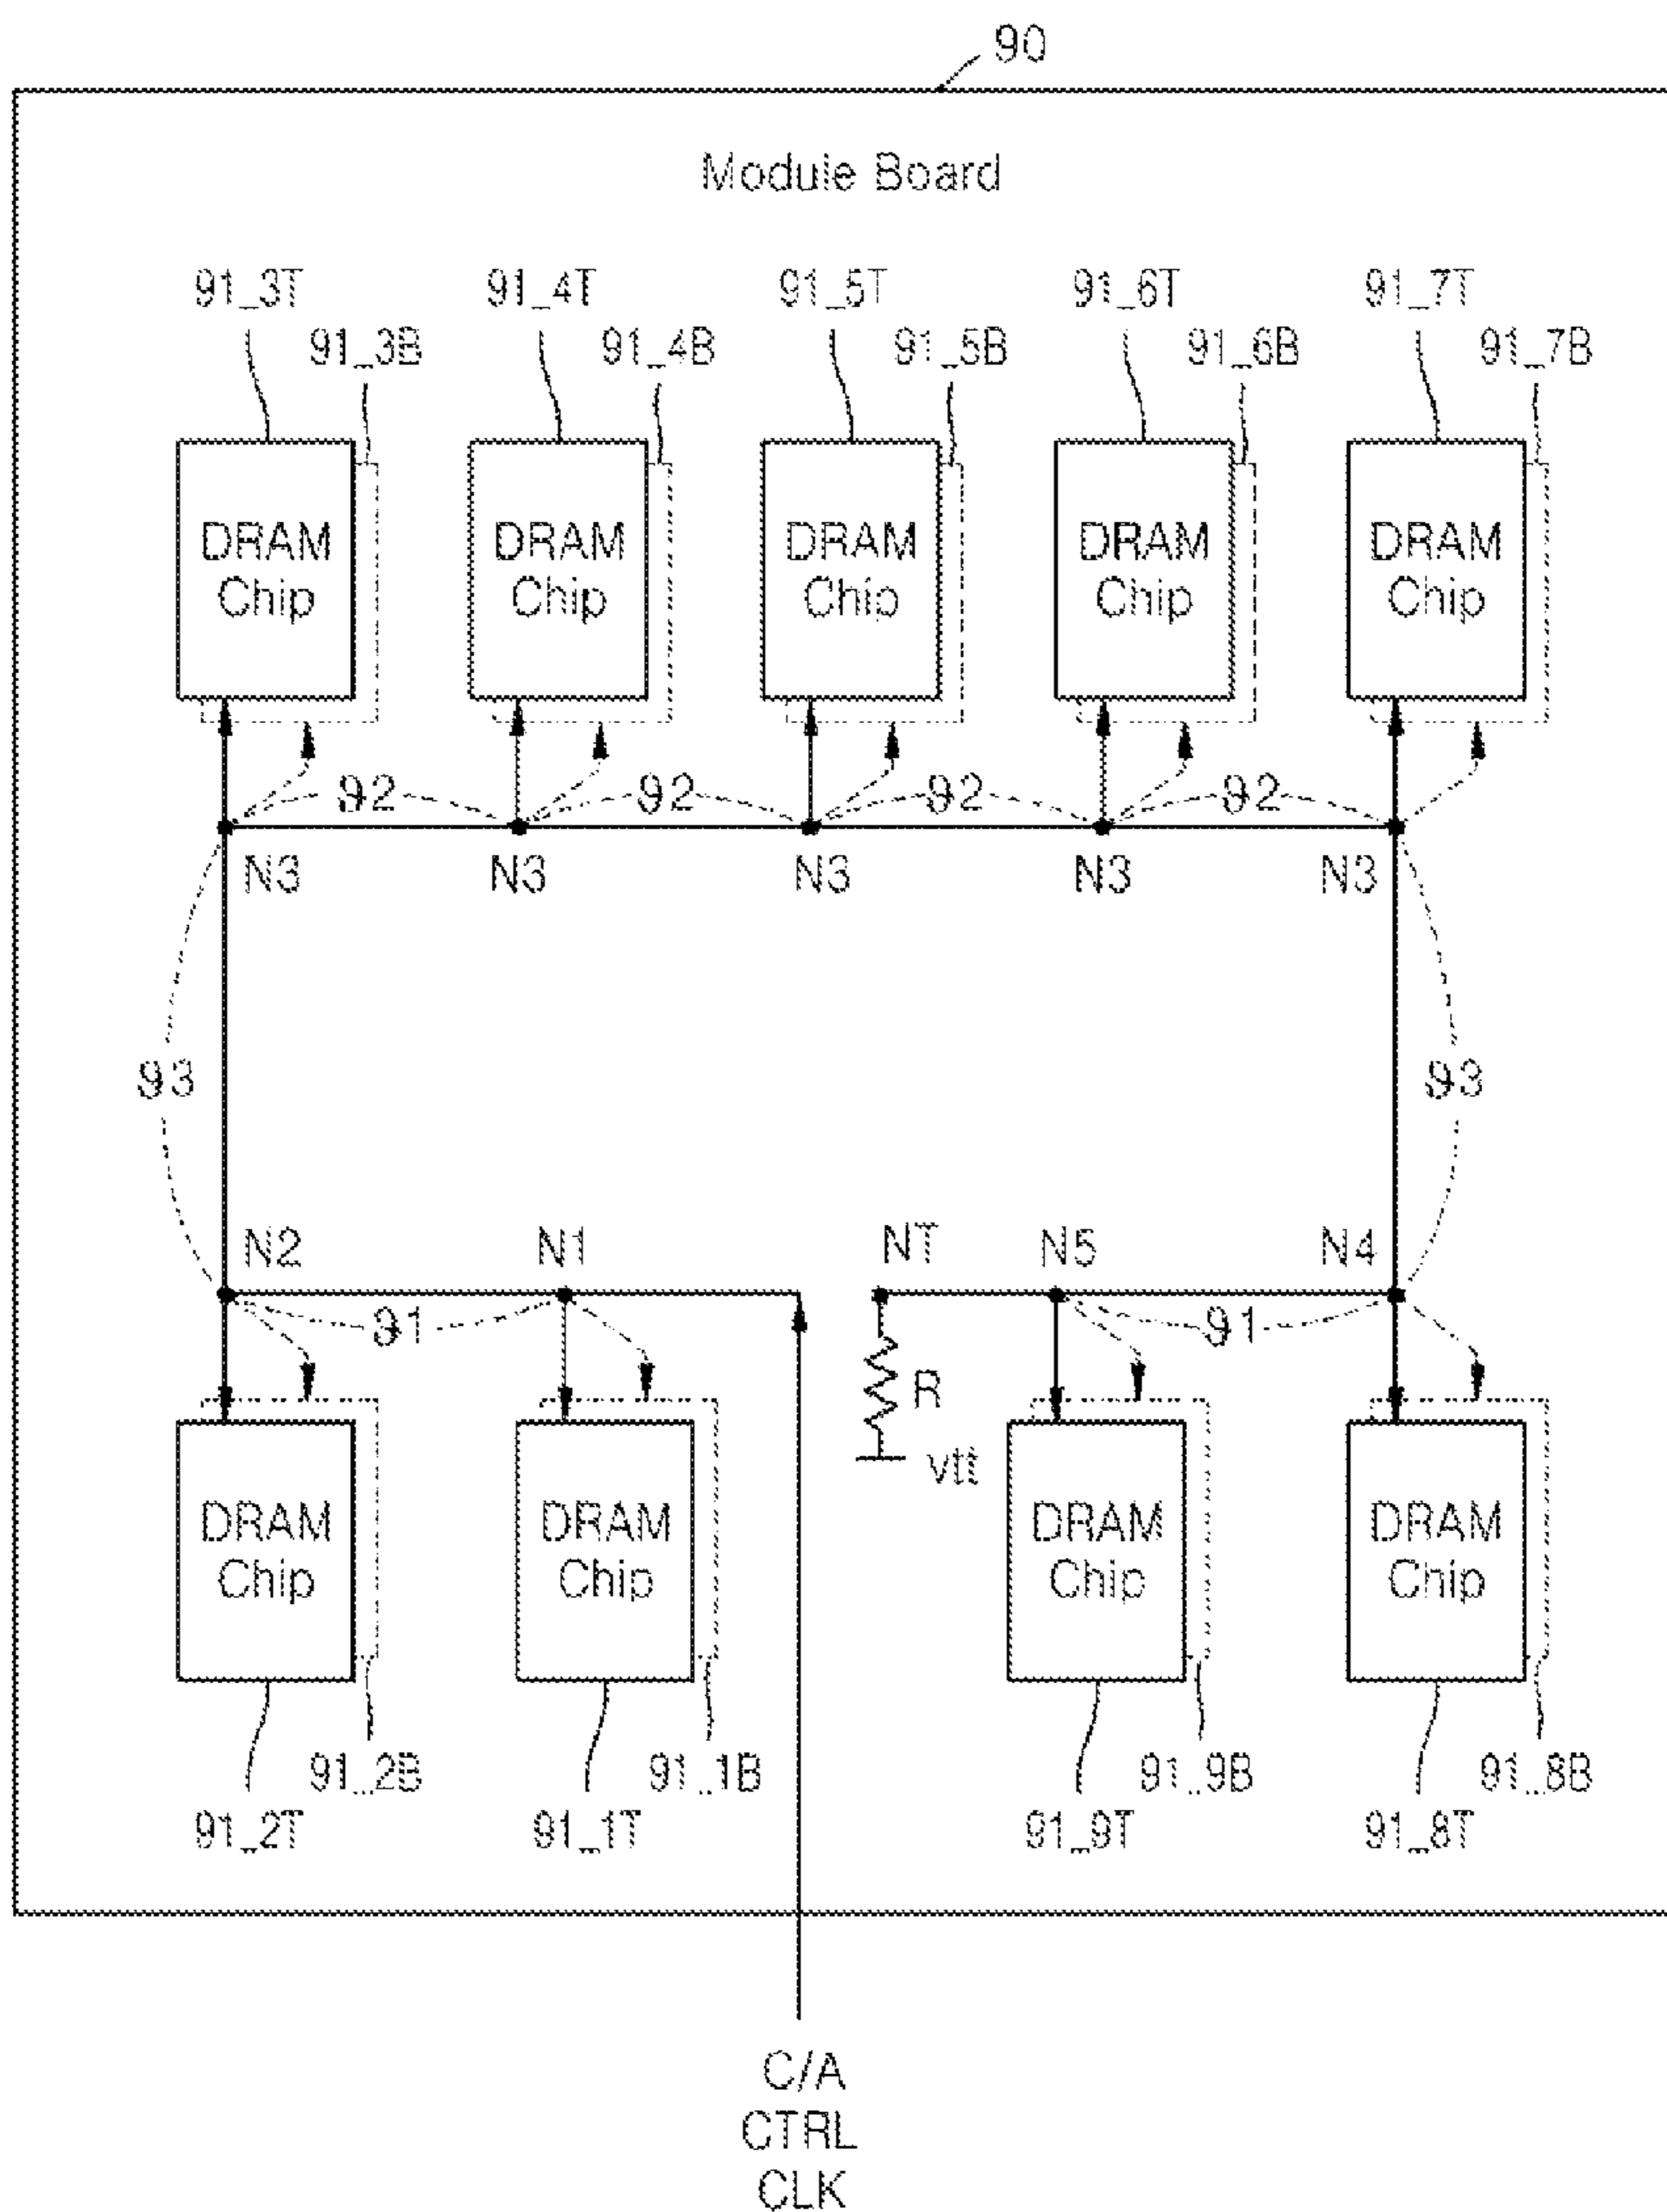 90
Module Board
91_3T 91_4T 91_5T 91_6T 91_7T
91_3B 91_4B 91_5B 91_6B 91_7B
DRAM DRAM DRAM DRAM DRAM
Chip Chip Chip Chip Chip
92 92 92 92
N3 N3 N3 N3 N3
93 93
N2 N1 NT N5 N4
91 91
R
vtt
DRAM DRAM DRAM DRAM
Chip Chip Chip Chip
91_2B 91_1B 91_9B 91_8B
91_2T 91_1T 91_9T 91_8T
C/A
CTRL
CLK